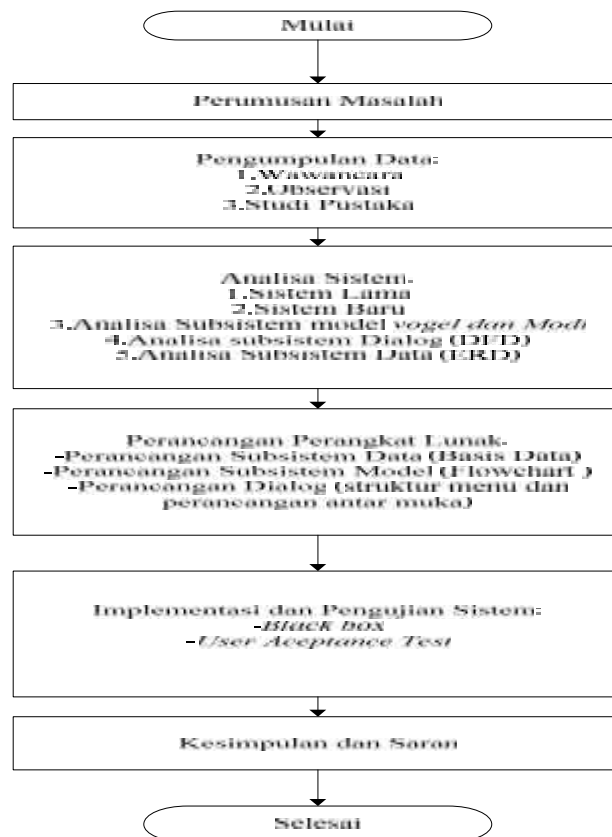 Mulai
Perumusan Masalah
Pengumpulan Data:
1.Wawancara
2.Observasi
3.Studi Pustaka
Analisa Sistem.
1.Sistem Lama
2.Sistem Baru
3.Analisa Subsistem model vogel dan Modi
4.Analisa subsistem Dialog (DFD)
5.Analisa Subsistem Data (ERD)
Perancangan Perangkat Lunak.
-Perancangan Subsistem Data (Basis Data)
-Perancangan Subsistem Model (Flowchart )
-Perancangan Dialog (struktur menu dan
perancangan antar muka)
Implementasi dan Pengujian Sistem:
-Black box
-User Aceptance Test
Kesimpulan dan Saran
Selesai